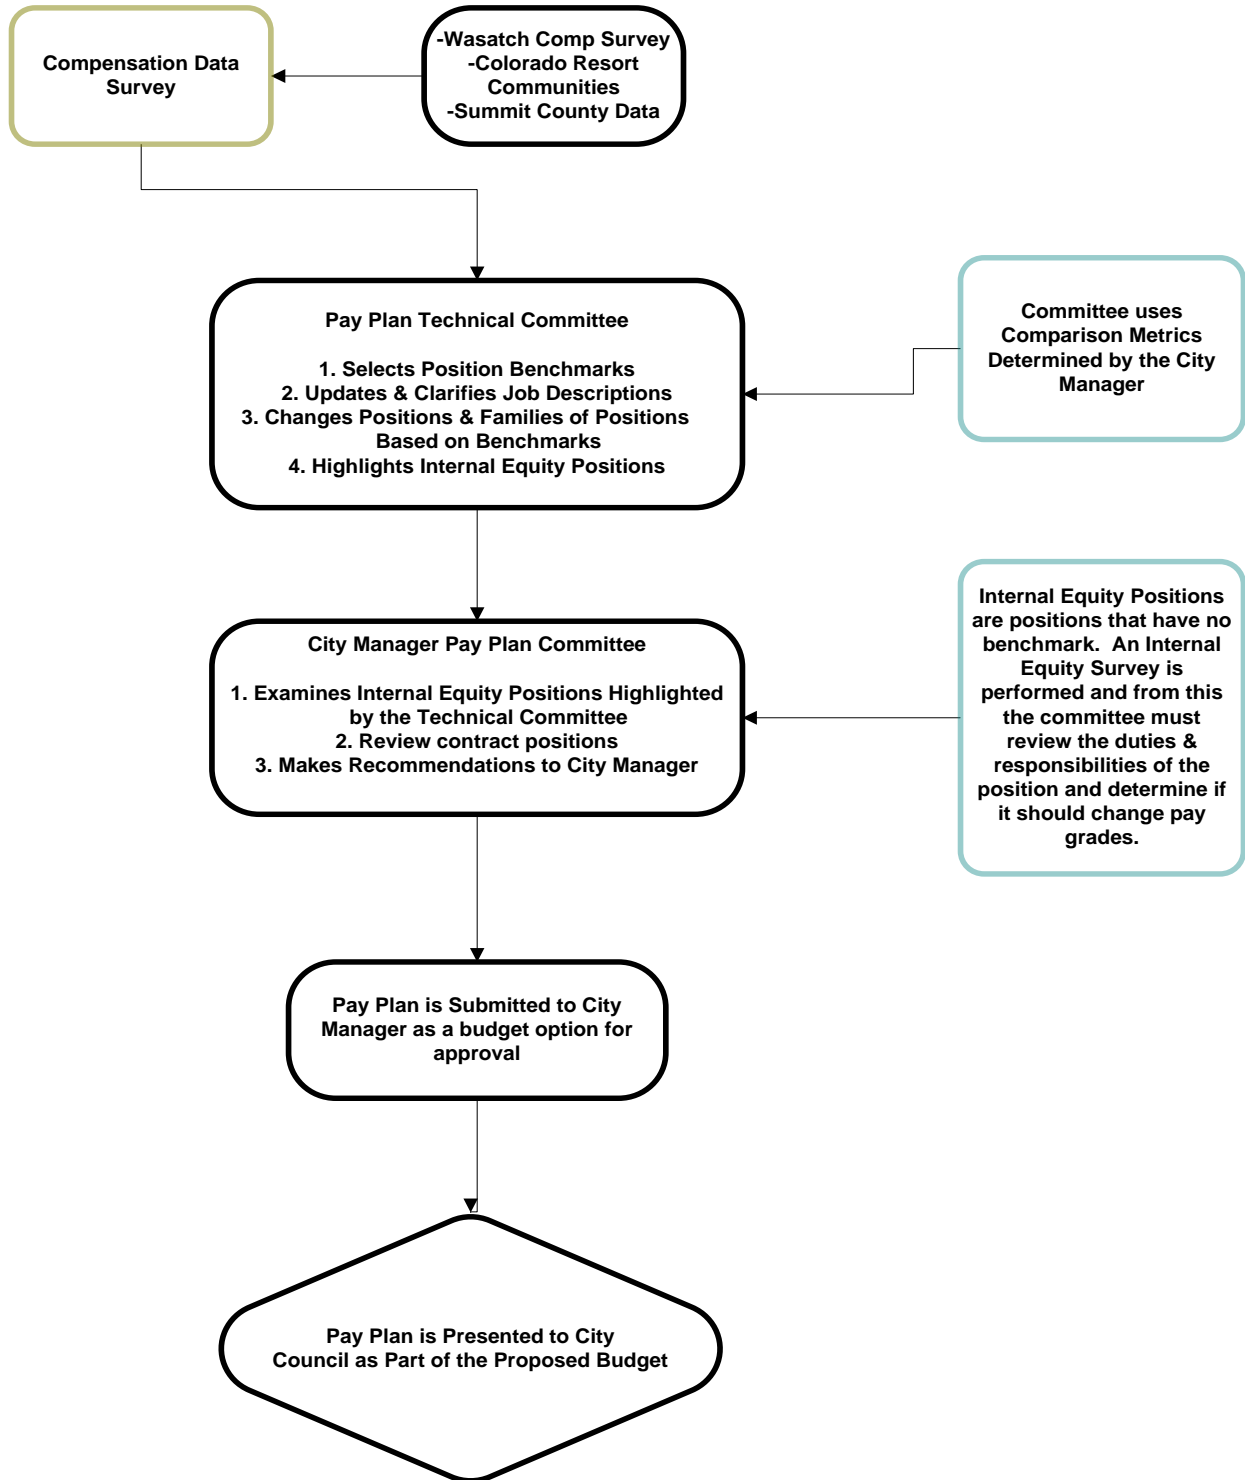 Compensation Data
Survey
-Wasatch Comp Survey
-Colorado Resort
Communities
-Summit County Data
Pay Plan Technical Committee
1. Selects Position Benchmarks
2. Updates & Clarifies Job Descriptions
3. Changes Positions & Families of Positions
Based on Benchmarks
4. Highlights Internal Equity Positions
Committee uses
Comparison Metrics
Determined by the City
Manager
City Manager Pay Plan Committee
1. Examines Internal Equity Positions Highlighted
by the Technical Committee
2. Review contract positions
3. Makes Recommendations to City Manager
Internal Equity Positions
are positions that have no
benchmark.  An Internal
Equity Survey is
performed and from this
the committee must
review the duties &
responsibilities of the
position and determine if
it should change pay
grades.
Pay Plan is Submitted to City
Manager as a budget option for
approval
Pay Plan is Presented to City
Council as Part of the Proposed Budget